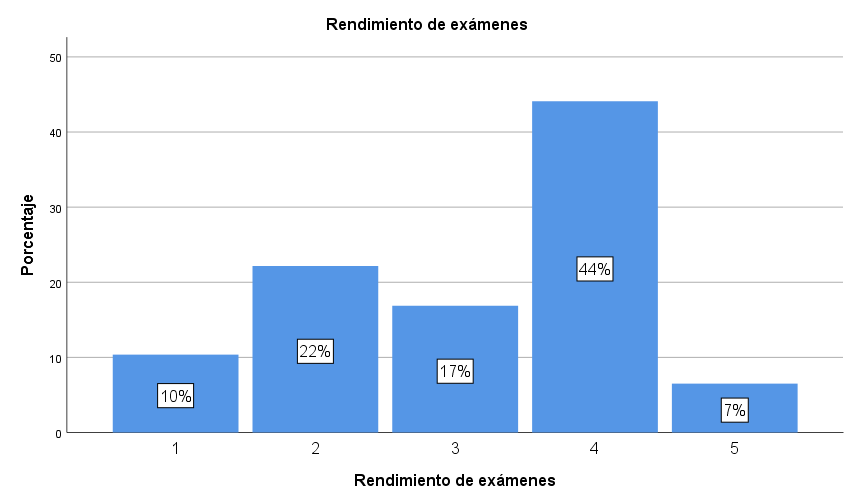 Rendimiento de exámenes
Porcentaje
50
40
30
20
10
0
10%
22%
17%
44%
7%
1 2 3 4 5
Rendimiento de exámenes